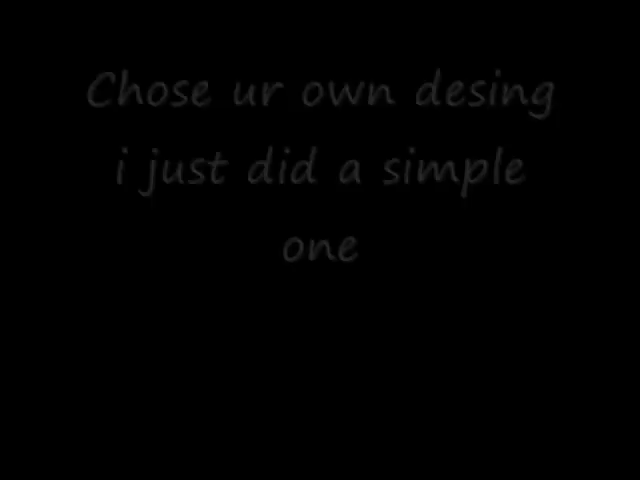 Chose ur own desing
i just did a simple
one